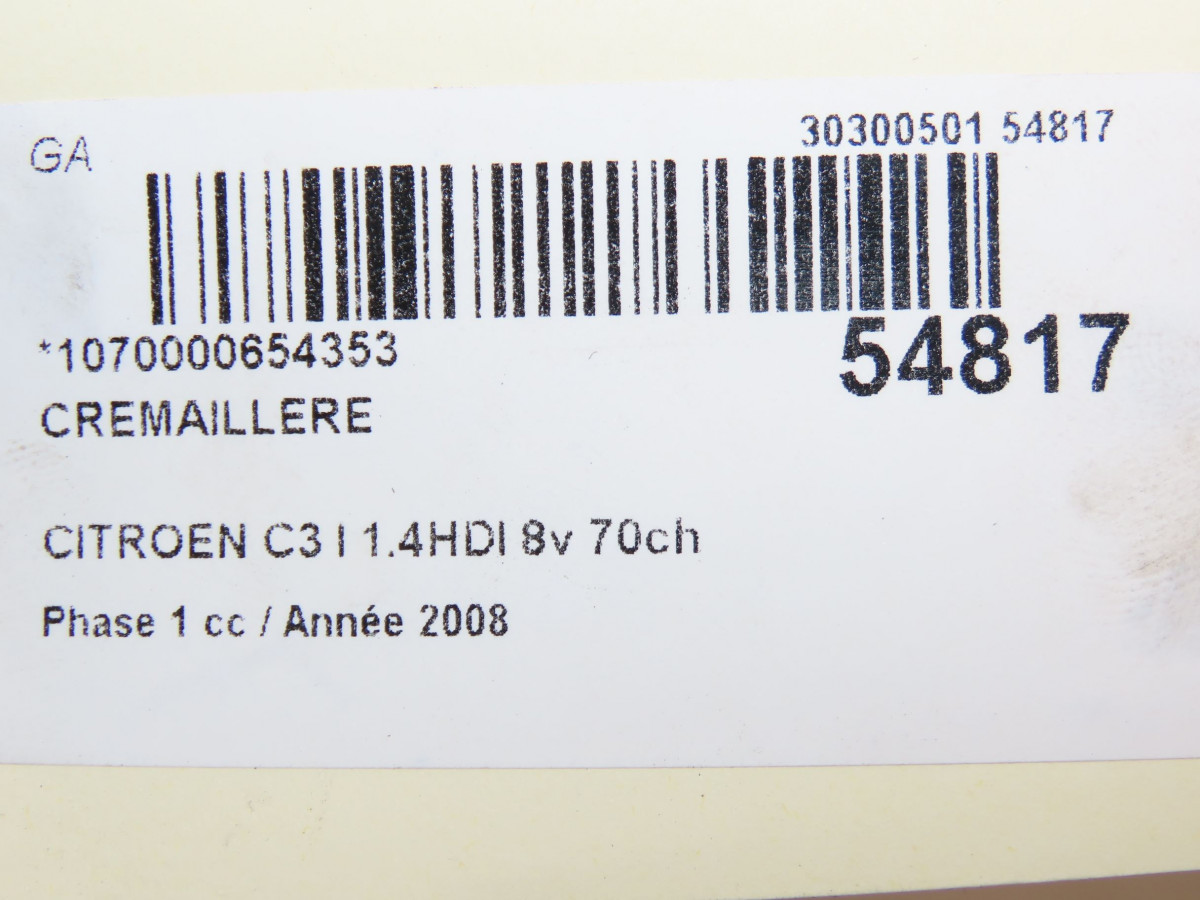 GA
30300501 54817
*1070000654353
54817
CREMAILLERE
CITROEN C3 I 1.4HDI 8v 70ch
Phase 1 cc / Année 2008